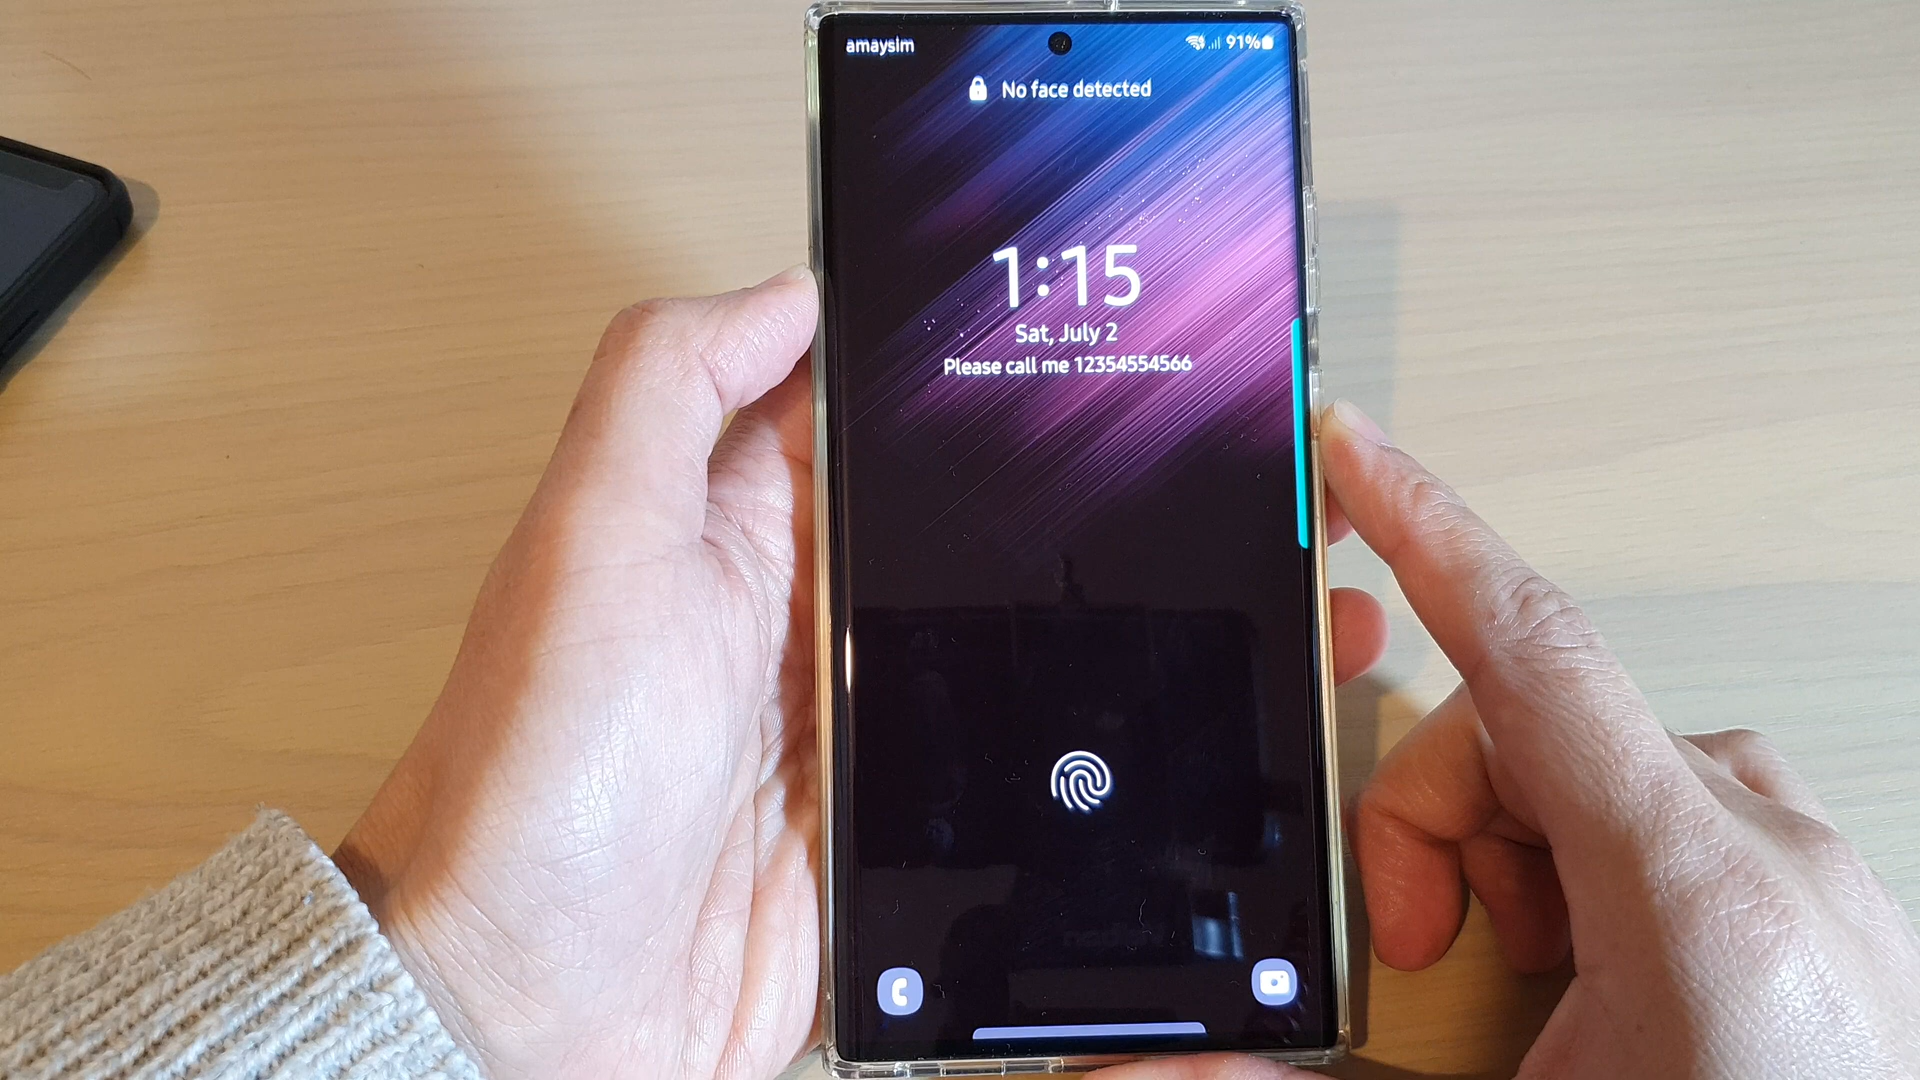 amaysim
91%
No face detected
1:15
Sat, July 2
Please call me 12354554566